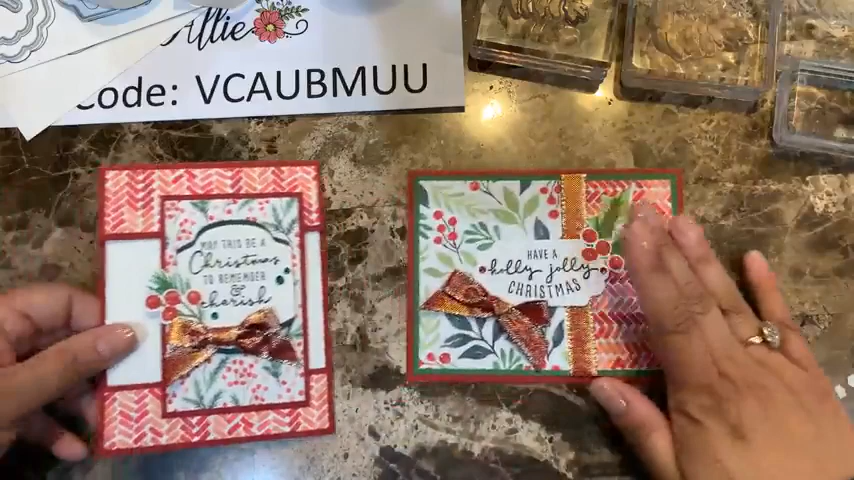 Allie
Code: VCAUBMUU
MAY THIS BE A
Christmas
TO REMEMBER
&
cherish
HAVE A
holly jolly
CHRISTMAS